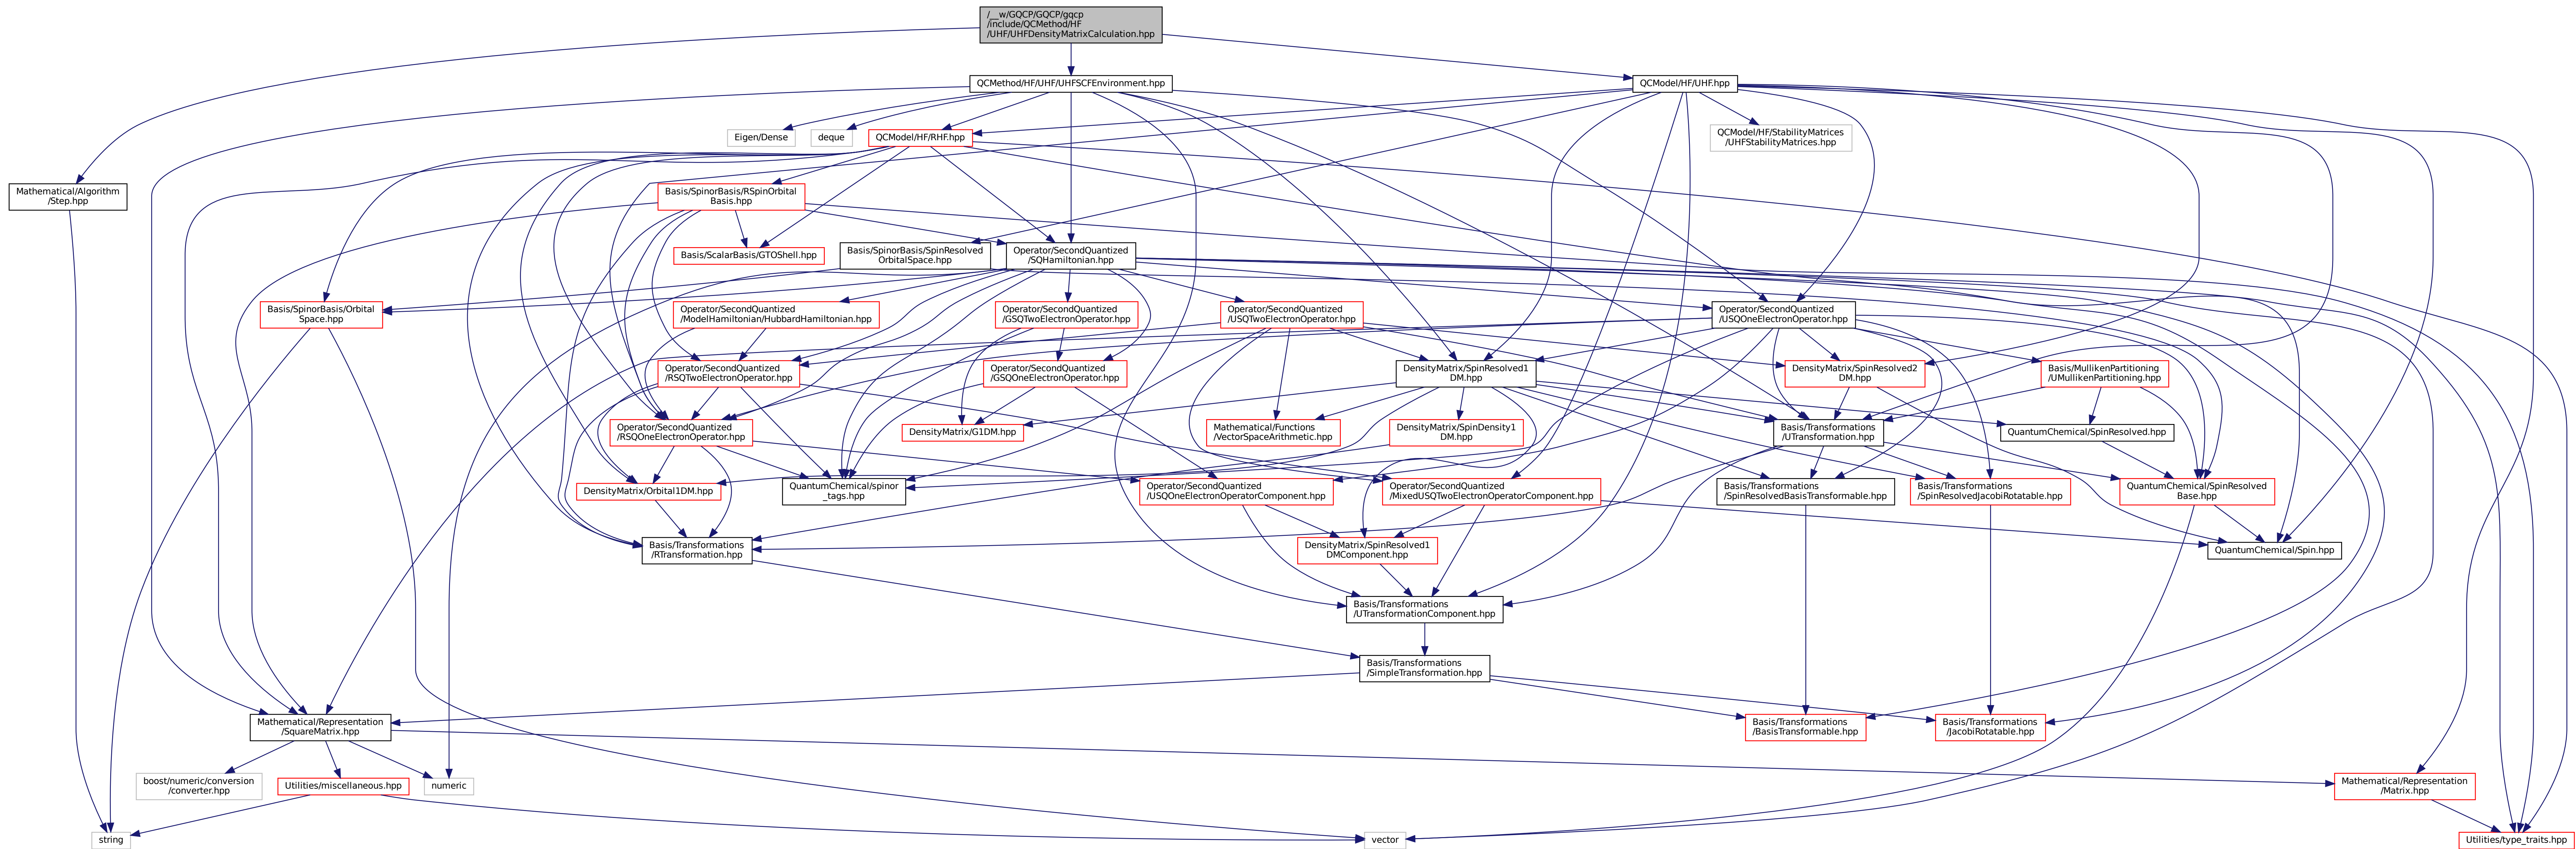 /__w/GQCP/GQCP/gqcp
/include/QCMethod/HF
/UHF/UHFDensityMatrixCalculation.hpp
QCMethod/HF/UHF/UHFSCFEnvironment.hpp
QCModel/HF/UHF.hpp
Eigen/Dense
deque
QCModel/HF/RHF.hpp
QCModel/HF/StabilityMatrices
/UHFStabilityMatrices.hpp
Mathematical/Algorithm
/Step.hpp
Basis/SpinorBasis/RSpinOrbital
Basis.hpp
Basis/ScalarBasis/GTOShell.hpp
Basis/SpinorBasis/SpinResolved
OrbitalSpace.hpp
Operator/SecondQuantized
/SQHamiltonian.hpp
Basis/SpinorBasis/Orbital
Space.hpp
Operator/SecondQuantized
/ModelHamiltonian/HubbardHamiltonian.hpp
Operator/SecondQuantized
/GSQTwoElectronOperator.hpp
Operator/SecondQuantized
/USQTwoElectronOperator.hpp
Operator/SecondQuantized
/USQOneElectronOperator.hpp
Operator/SecondQuantized
/RSQTwoElectronOperator.hpp
Operator/SecondQuantized
/GSQOneElectronOperator.hpp
DensityMatrix/SpinResolved1
DM.hpp
DensityMatrix/SpinResolved2
DM.hpp
Basis/MullikenPartitioning
/UMullikenPartitioning.hpp
Operator/SecondQuantized
/RSQOneElectronOperator.hpp
DensityMatrix/G1DM.hpp
Mathematical/Functions
/VectorSpaceArithmetic.hpp
DensityMatrix/SpinDensity1
DM.hpp
Basis/Transformations
/UTransformation.hpp
QuantumChemical/SpinResolved.hpp
DensityMatrix/Orbital1DM.hpp
QuantumChemical/spinor
_tags.hpp
Operator/SecondQuantized
/USQOneElectronOperatorComponent.hpp
Operator/SecondQuantized
/MixedUSQTwoElectronOperatorComponent.hpp
Basis/Transformations
/SpinResolvedBasisTransformable.hpp
Basis/Transformations
/SpinResolvedJacobiRotatable.hpp
QuantumChemical/SpinResolved
Base.hpp
Basis/Transformations
/RTransformation.hpp
DensityMatrix/SpinResolved1
DMComponent.hpp
QuantumChemical/Spin.hpp
Basis/Transformations
/UTransformationComponent.hpp
Basis/Transformations
/SimpleTransformation.hpp
Mathematical/Representation
/SquareMatrix.hpp
Basis/Transformations
/BasisTransformable.hpp
Basis/Transformations
/JacobiRotatable.hpp
boost/numeric/conversion
/converter.hpp
Utilities/miscellaneous.hpp
numeric
Mathematical/Representation
/Matrix.hpp
string
vector
Utilities/type_traits.hpp